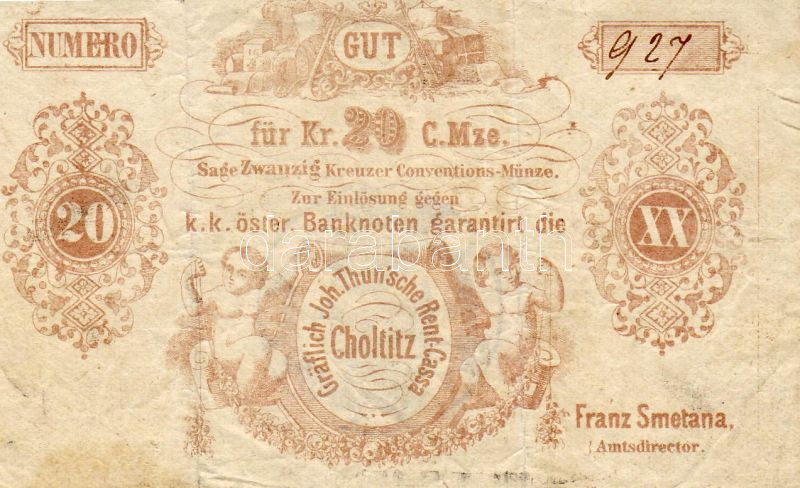 NUMERO
GUT
927
für Kr. 20 C.Mze.
Sage Zwanzig Kreuzer Conventions-Münze.
Zur Einlösung gegen
k.k. öster. Banknoten garantirt die
20
XX
Gräflich Joh. Thun'sche Rent-Cassa
Choltitz
Franz Smetana,
Amtsdirector.
darabanth